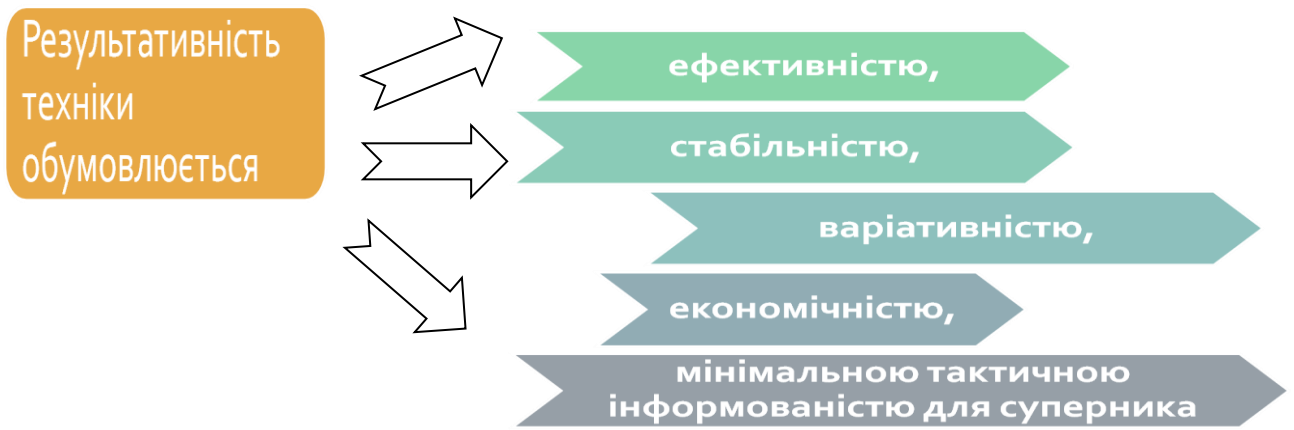 Результативність
техніки
обумовлюється
ефективністю,
стабільністю,
варіативністю,
економічністю,
мінімальною тактичною
інформованістю для суперника